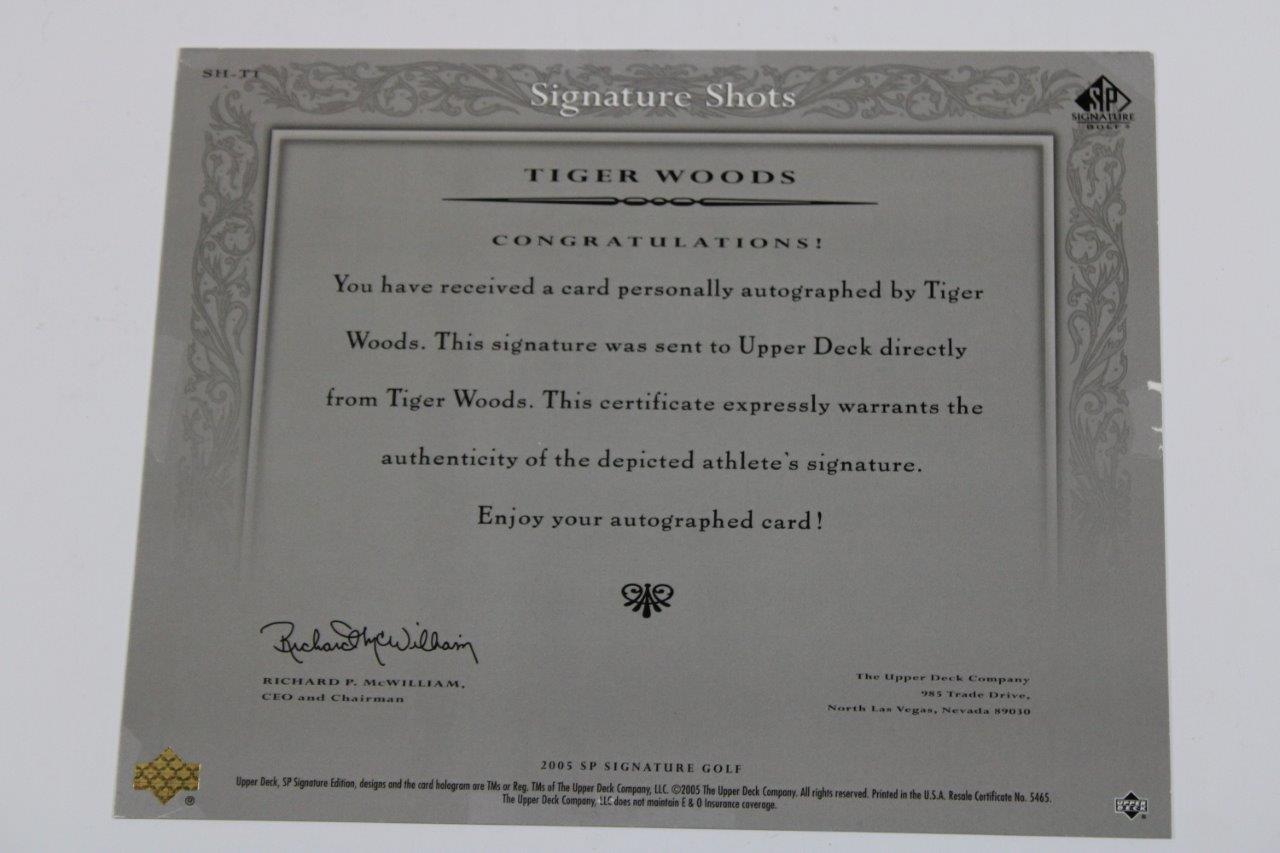 SH-TI
Signature Shots
SP
SIGNATURE
GOLF
TIGER WOODS
CONGRATULATIONS!
You have received a card personally autographed by Tiger
Woods. This signature was sent to Upper Deck directly
from Tiger Woods. This certificate expressly warrants the
authenticity of the depicted athlete's signature.
Enjoy your autographed card!
Richard McWilliam
RICHARD P. McWILLIAM,
CEO and Chairman
The Upper Deck Company
985 Trade Drive,
North Las Vegas, Nevada 89030
2005 SP SIGNATURE GOLF
Upper Deck, SP Signature Edition, designs and the card hologram are TMs or Reg. TMs of The Upper Deck Company, LLC. ©2005 The Upper Deck Company. All rights reserved. Printed in the U.S.A. Resale Certificate No. 5465.
The Upper Deck Company, LLC does not maintain E & O Insurance coverage.
®
UPPER
DECK